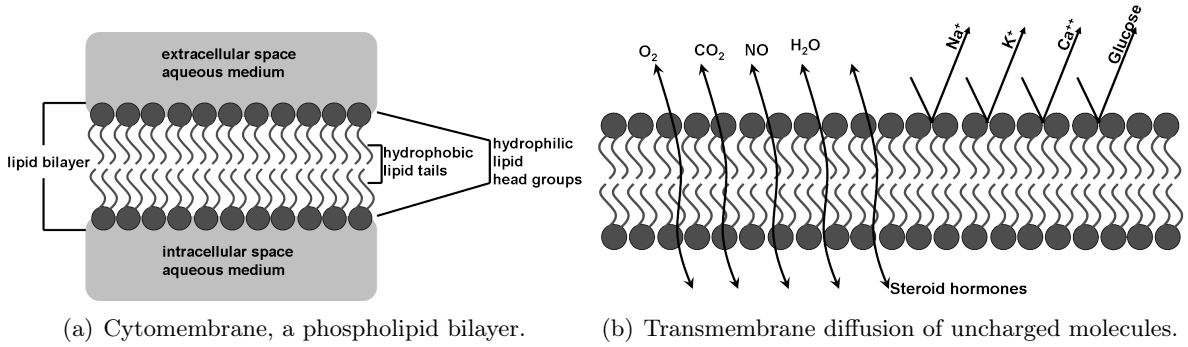 extracellular space
aqueous medium
lipid bilayer
hydrophobic
lipid tails
hydrophilic
lipid
head groups
intracellular space
aqueous medium
(a) Cytomembrane, a phospholipid bilayer.
O₂
CO₂
NO
H₂O
Na⁺
K⁺
Ca⁺⁺
Glucose
Steroid hormones
(b) Transmembrane diffusion of uncharged molecules.